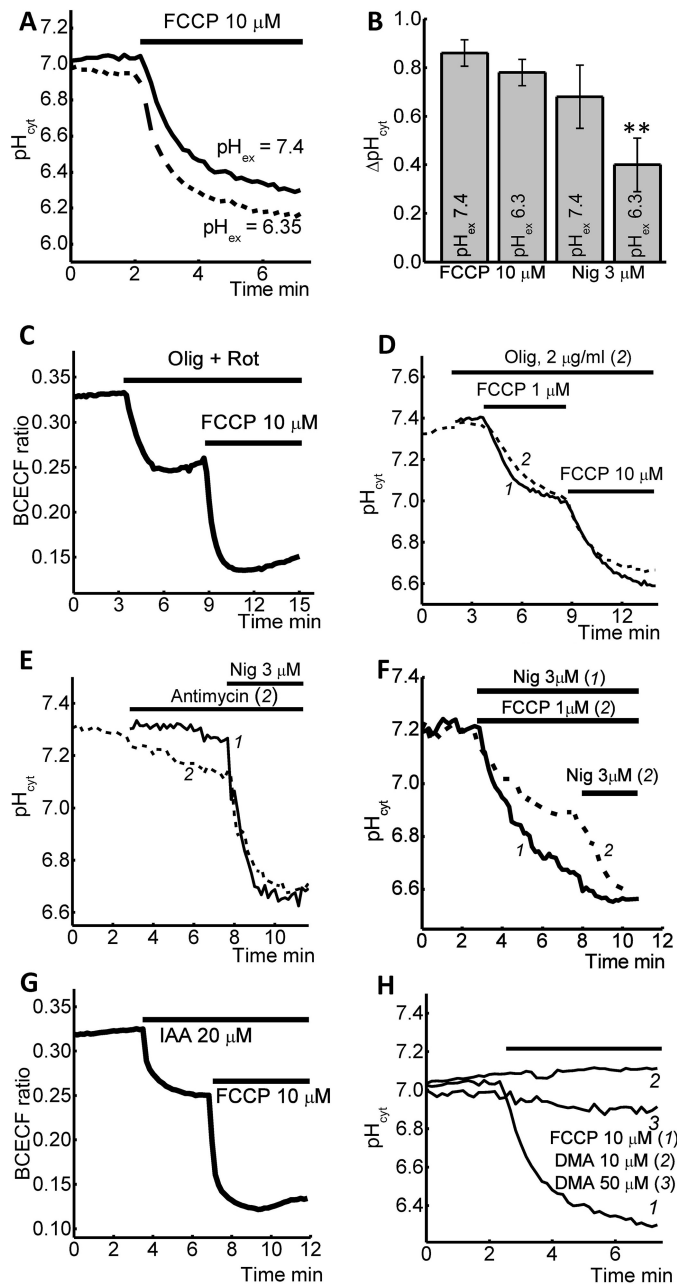 A
FCCP 10 μM
7.2
7.0
6.8
6.6
6.4
6.2
6.0
pHcyt
pHex = 7.4
pHex = 6.35
0 2 4 6
Time min
B
1.0
0.8
0.6
0.4
0.2
0.0
ΔpHcyt
**
pHex 7.4
pHex 6.3
pHex 7.4
pHex 6.3
FCCP 10 μM Nig 3 μM
C
Olig + Rot
FCCP 10 μM
0.35
0.30
0.25
0.20
0.15
BCECF ratio
0 3 6 9 12 15
Time min
D
Olig, 2 μg/ml (2)
FCCP 1 μM
FCCP 10 μM
7.6
7.4
7.2
7.0
6.8
6.6
pHcyt
2
1
0 3 6 9 12
Time min
E
Nig 3 μM
Antimycin (2)
7.4
7.2
7.0
6.8
6.6
pHcyt
1
2
0 2 4 6 8 10
Time min
F
Nig 3μM (1)
FCCP 1μM (2)
Nig 3μM (2)
7.4
7.2
7.0
6.8
6.6
pHcyt
1
2
0 2 4 6 8 10 12
Time min
G
IAA 20 μM
FCCP 10 μM
0.35
0.30
0.25
0.20
0.15
0.10
BCECF ratio
0 2 4 6 8 10 12
Time min
H
7.4
7.2
7.0
6.8
6.6
6.4
pHcyt
2
3
FCCP 10 μM (1)
DMA 10 μM (2)
DMA 50 μM (3)
1
0 2 4 6
Time min